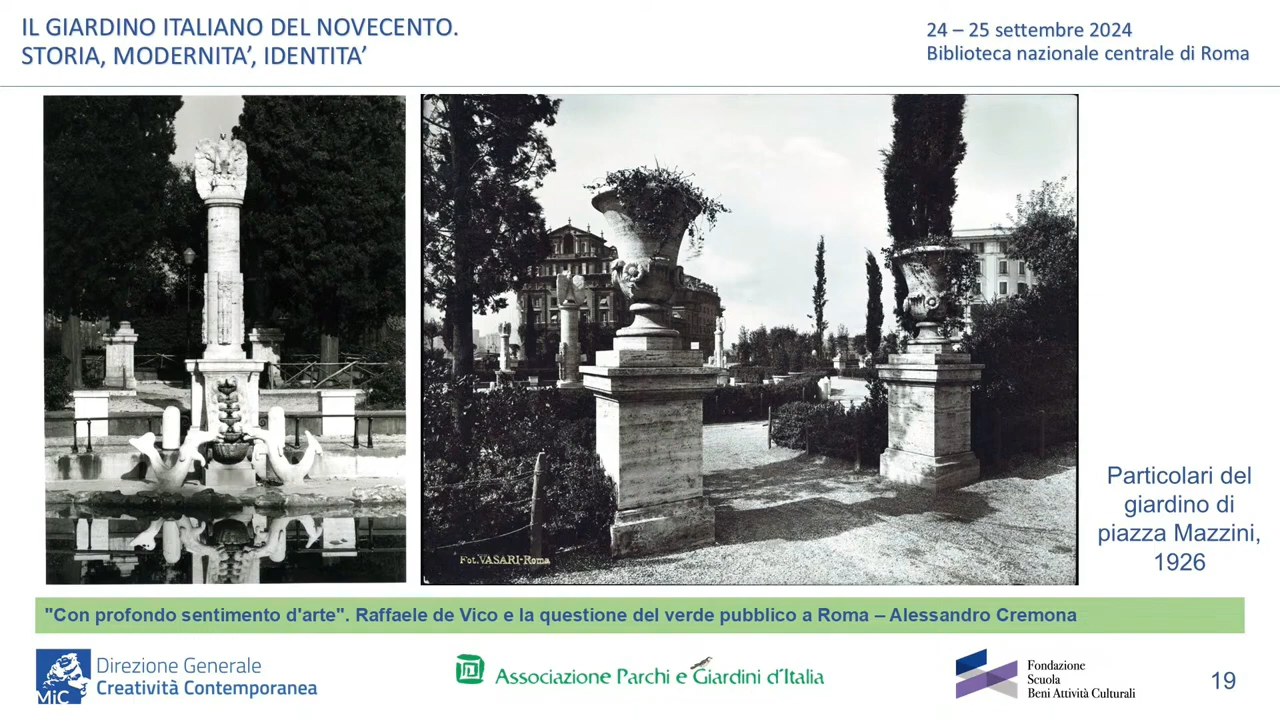 IL GIARDINO ITALIANO DEL NOVECENTO.
STORIA, MODERNITA', IDENTITA'
24 – 25 settembre 2024
Biblioteca nazionale centrale di Roma
Fot. VASARI-Roma
Particolari del
giardino di
piazza Mazzini,
1926
"Con profondo sentimento d'arte". Raffaele de Vico e la questione del verde pubblico a Roma – Alessandro Cremona
MiC
Direzione Generale
Creatività Contemporanea
Associazione Parchi e Giardini d'Italia
Fondazione
Scuola
Beni Attività Culturali
19